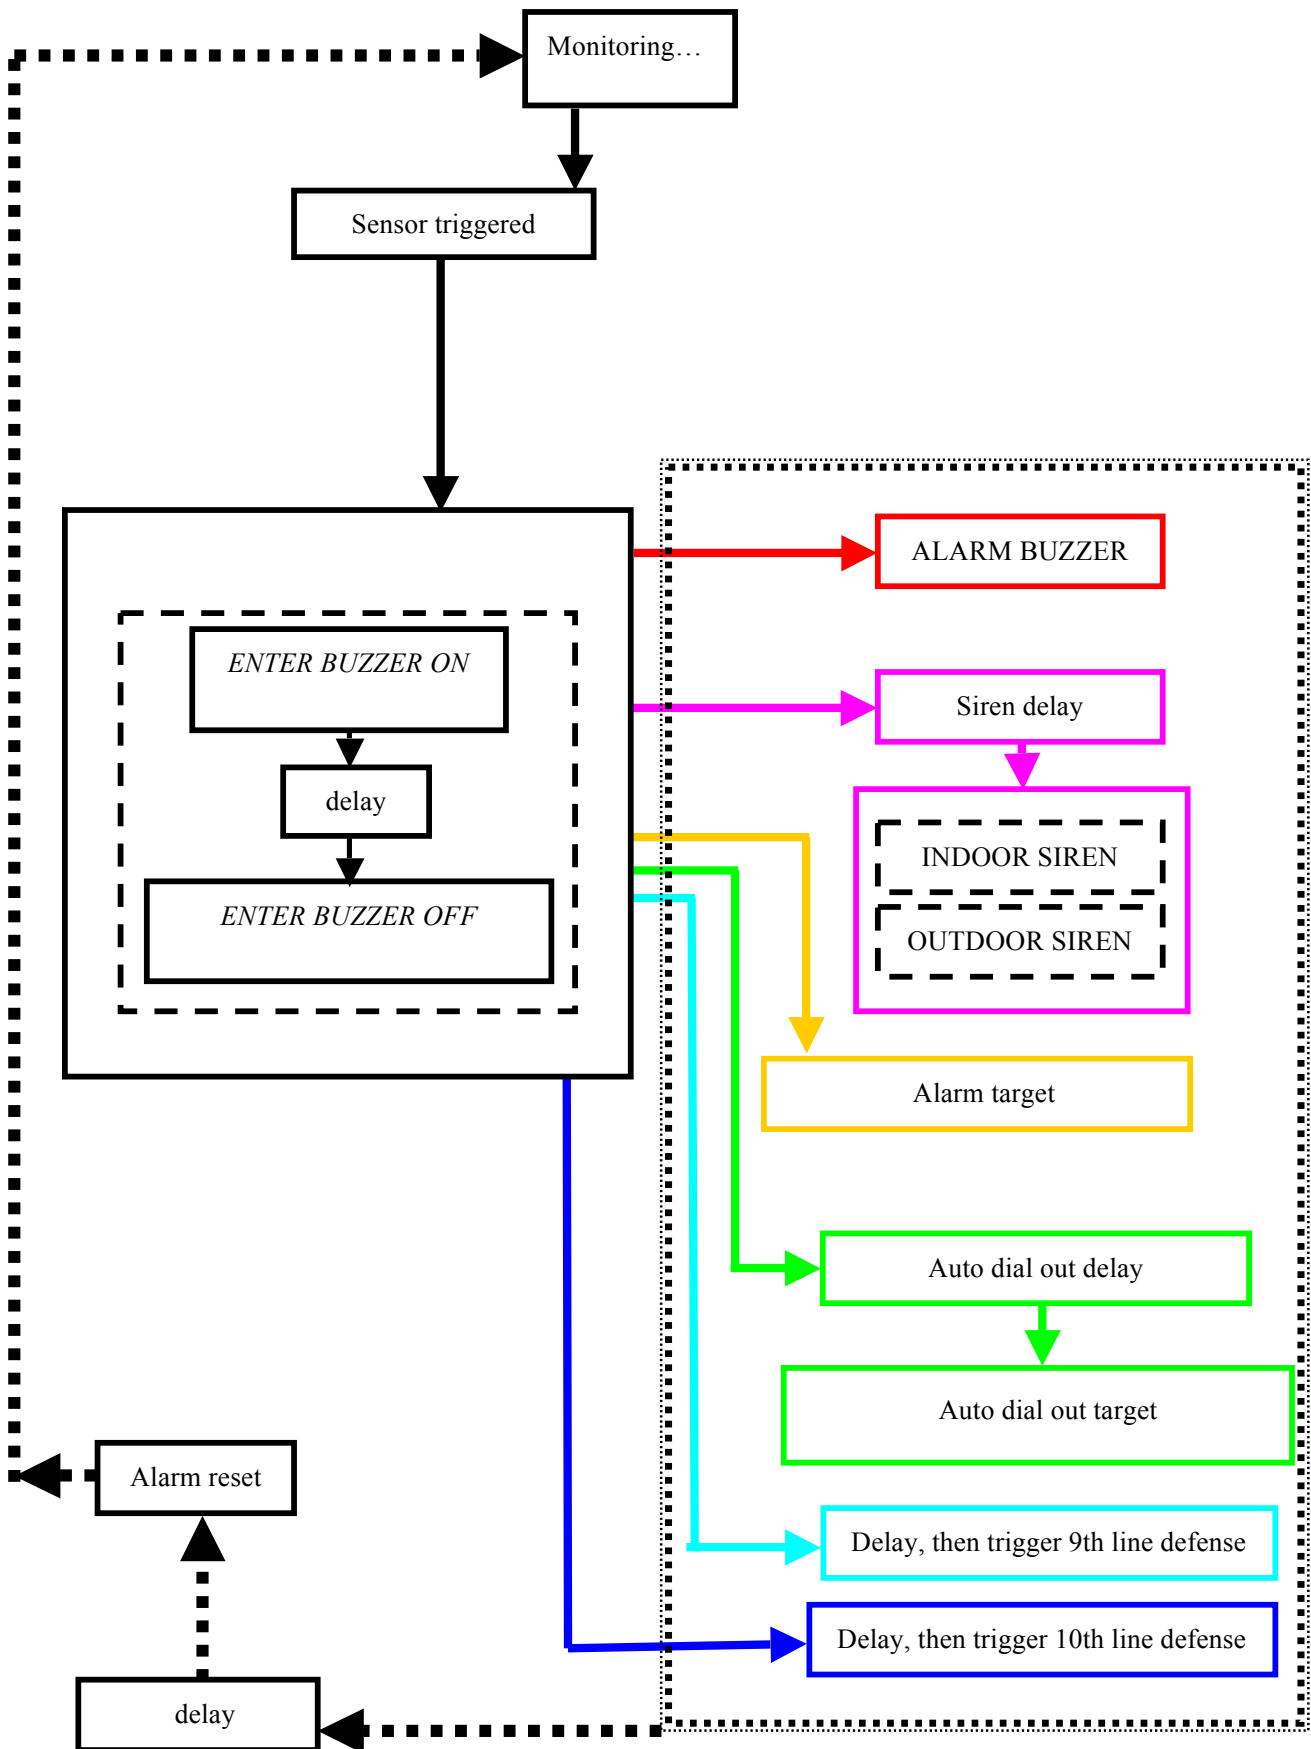 Monitoring…
Sensor triggered
ENTER BUZZER ON
delay
ENTER BUZZER OFF
ALARM BUZZER
Siren delay
INDOOR SIREN
OUTDOOR SIREN
Alarm target
Auto dial out delay
Auto dial out target
Delay, then trigger 9th line defense
Delay, then trigger 10th line defense
Alarm reset
delay